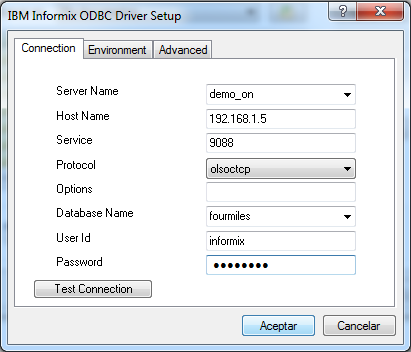 IBM Informix ODBC Driver Setup
Connection Environment Advanced
Server Name demo_on
Host Name 192.168.1.5
Service 9088
Protocol olsoctcp
Options
Database Name fourmiles
User Id informix
Password ●●●●●●●●
Test Connection
Aceptar Cancelar